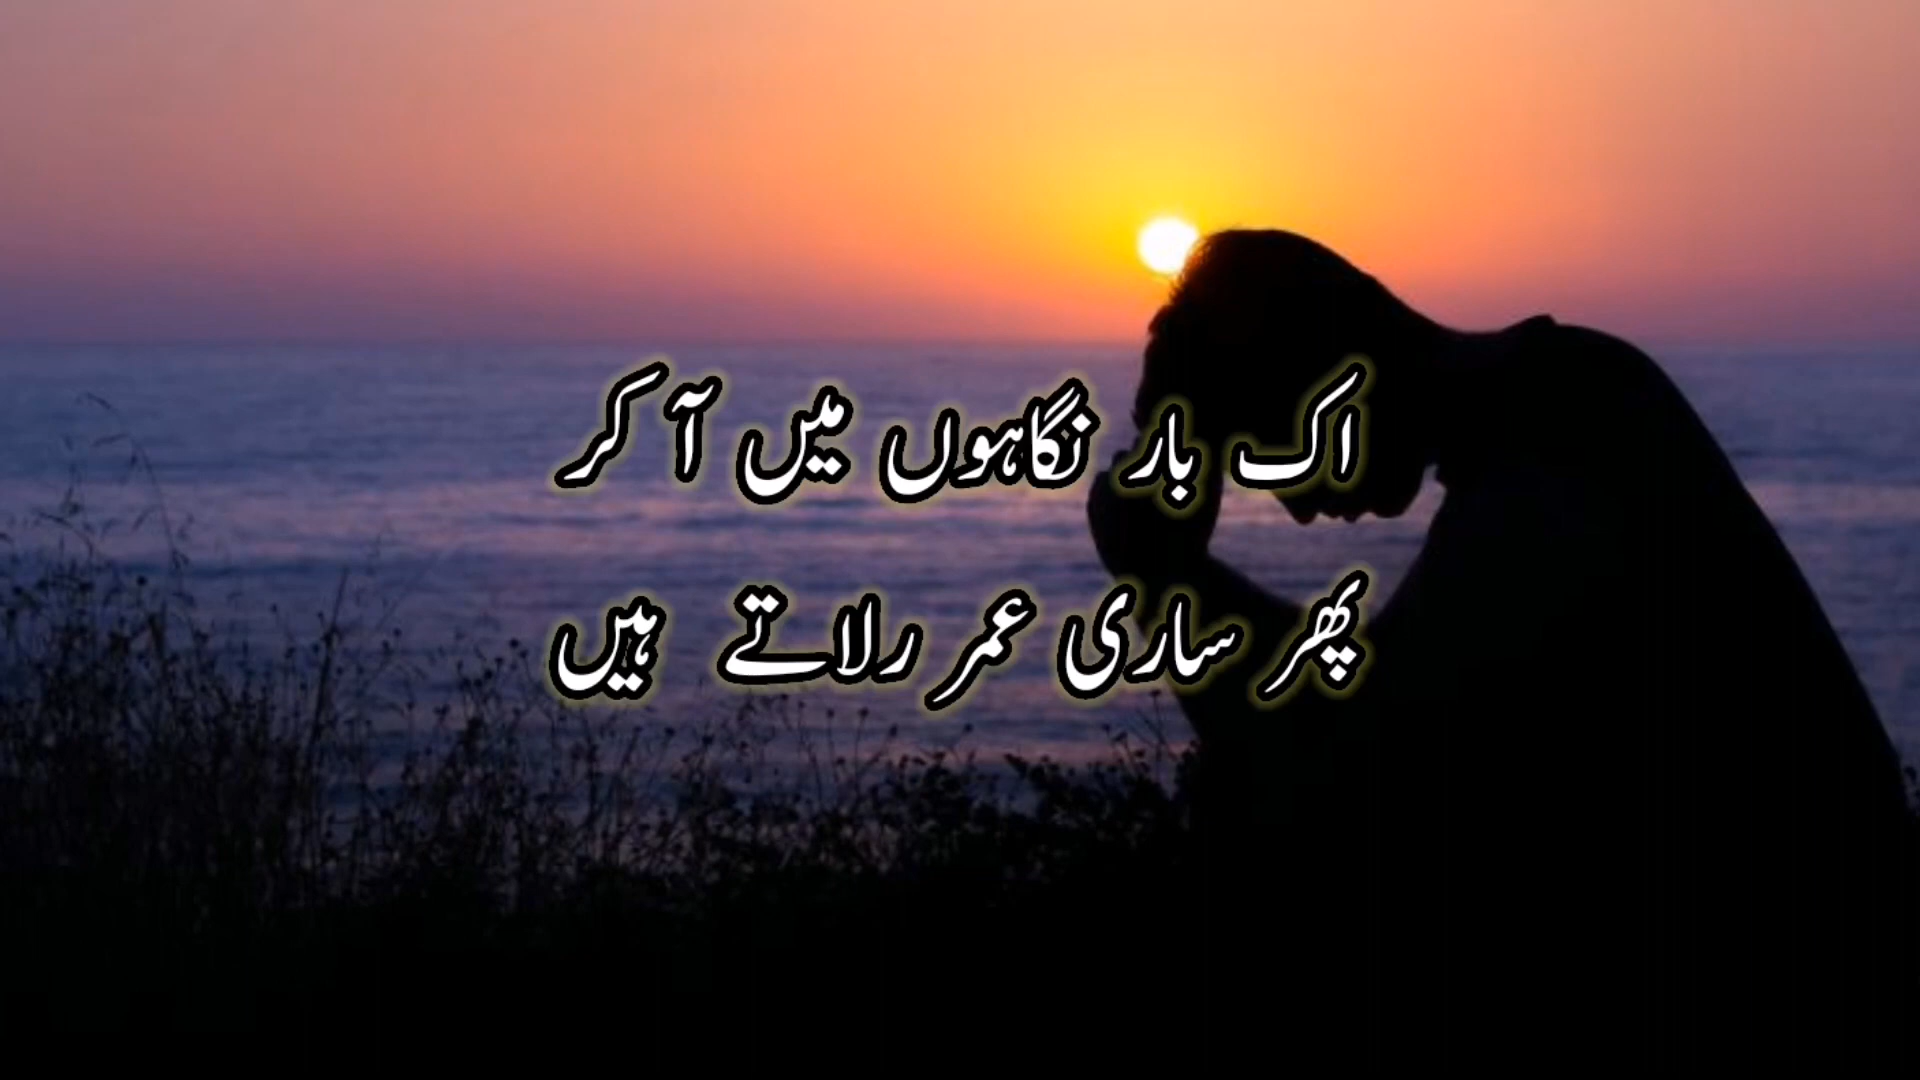 اک بار نگاہوں میں آ کر
پھر ساری عمر رلاتے ہیں